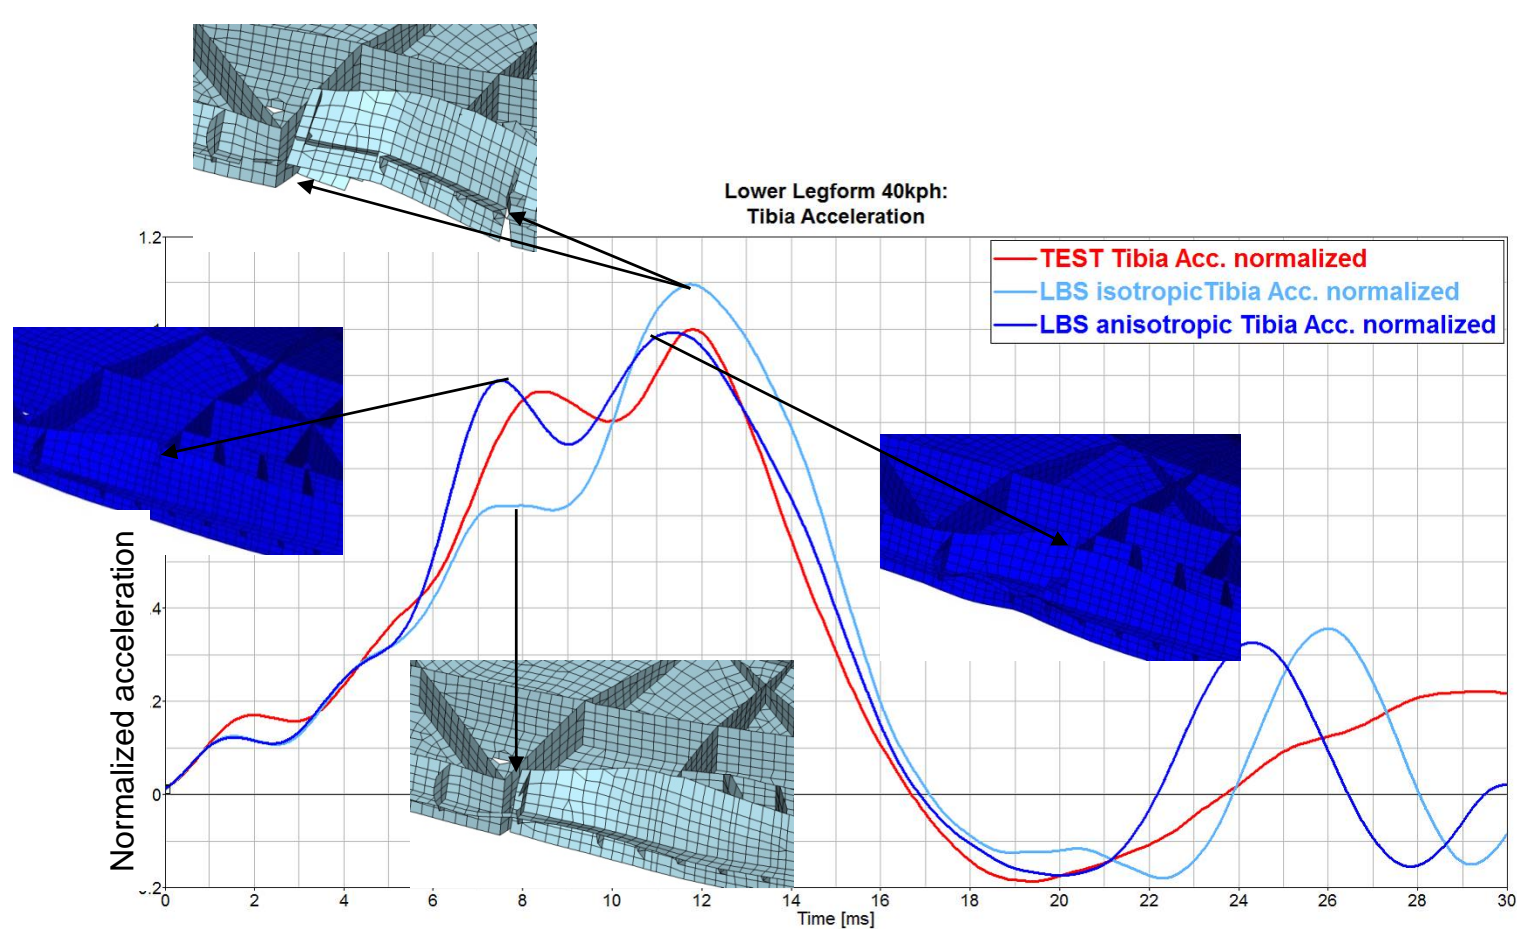 Lower Legform 40kph:
Tibia Acceleration
1.2
TEST Tibia Acc. normalized
LBS isotropicTibia Acc. normalized
LBS anisotropic Tibia Acc. normalized
Normalized acceleration
4
2
0
.2
0 2 4 6 8 10 12 14 16 18 20 22 24 26 28 30
Time [ms]